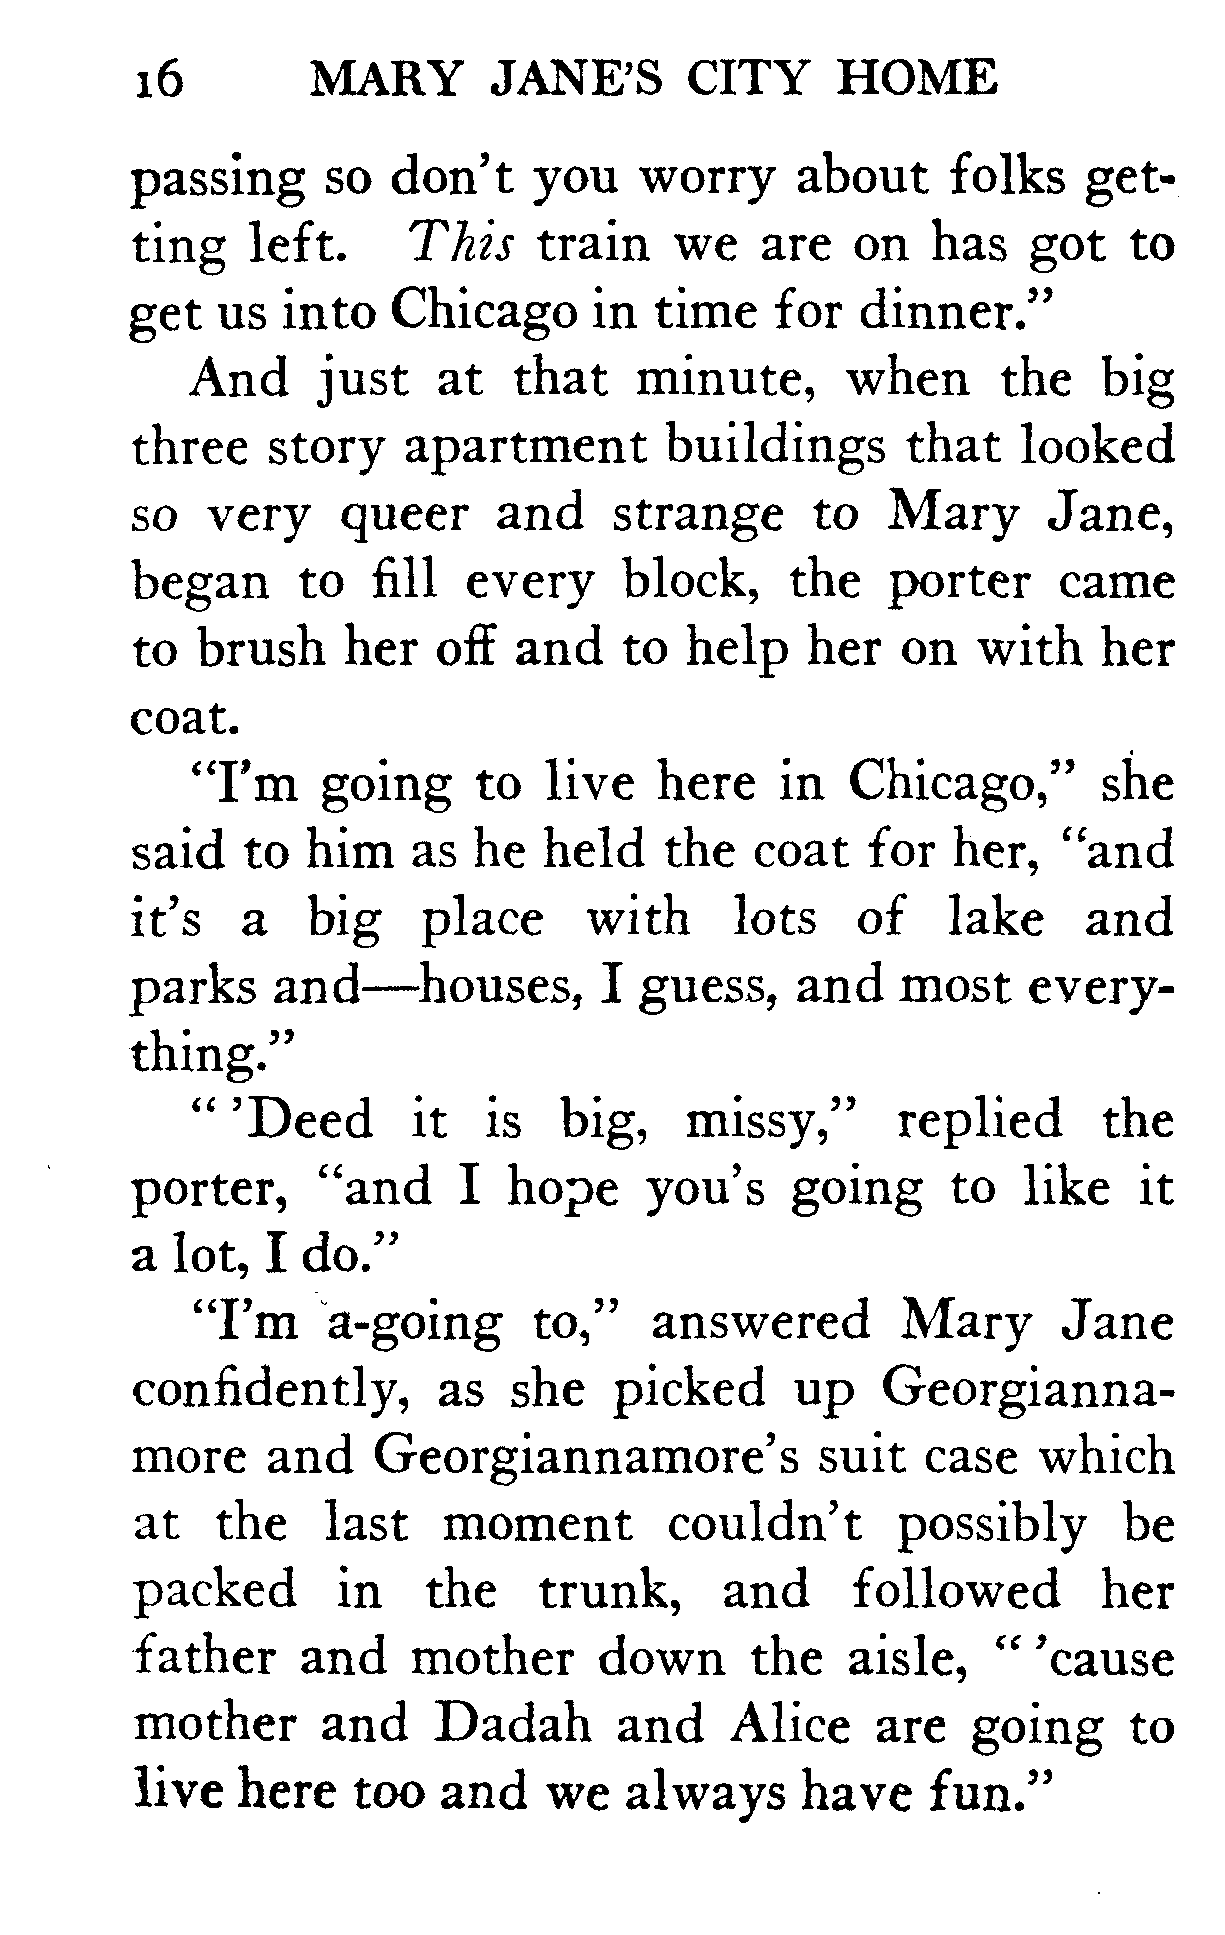 16 MARY JANE'S CITY HOME
passing so don't you worry about folks get-
ting left. This train we are on has got to
get us into Chicago in time for dinner."
And just at that minute, when the big
three story apartment buildings that looked
so very queer and strange to Mary Jane,
began to fill every block, the porter came
to brush her off and to help her on with her
coat.
"I'm going to live here in Chicago," she
said to him as he held the coat for her, "and
it's a big place with lots of lake and
parks and—houses, I guess, and most every-
thing."
" 'Deed it is big, missy," replied the
porter, "and I hope you's going to like it
a lot, I do."
"I'm a-going to," answered Mary Jane
confidently, as she picked up Georgianna-
more and Georgiannamore's suit case which
at the last moment couldn't possibly be
packed in the trunk, and followed her
father and mother down the aisle, " 'cause
mother and Dadah and Alice are going to
live here too and we always have fun."